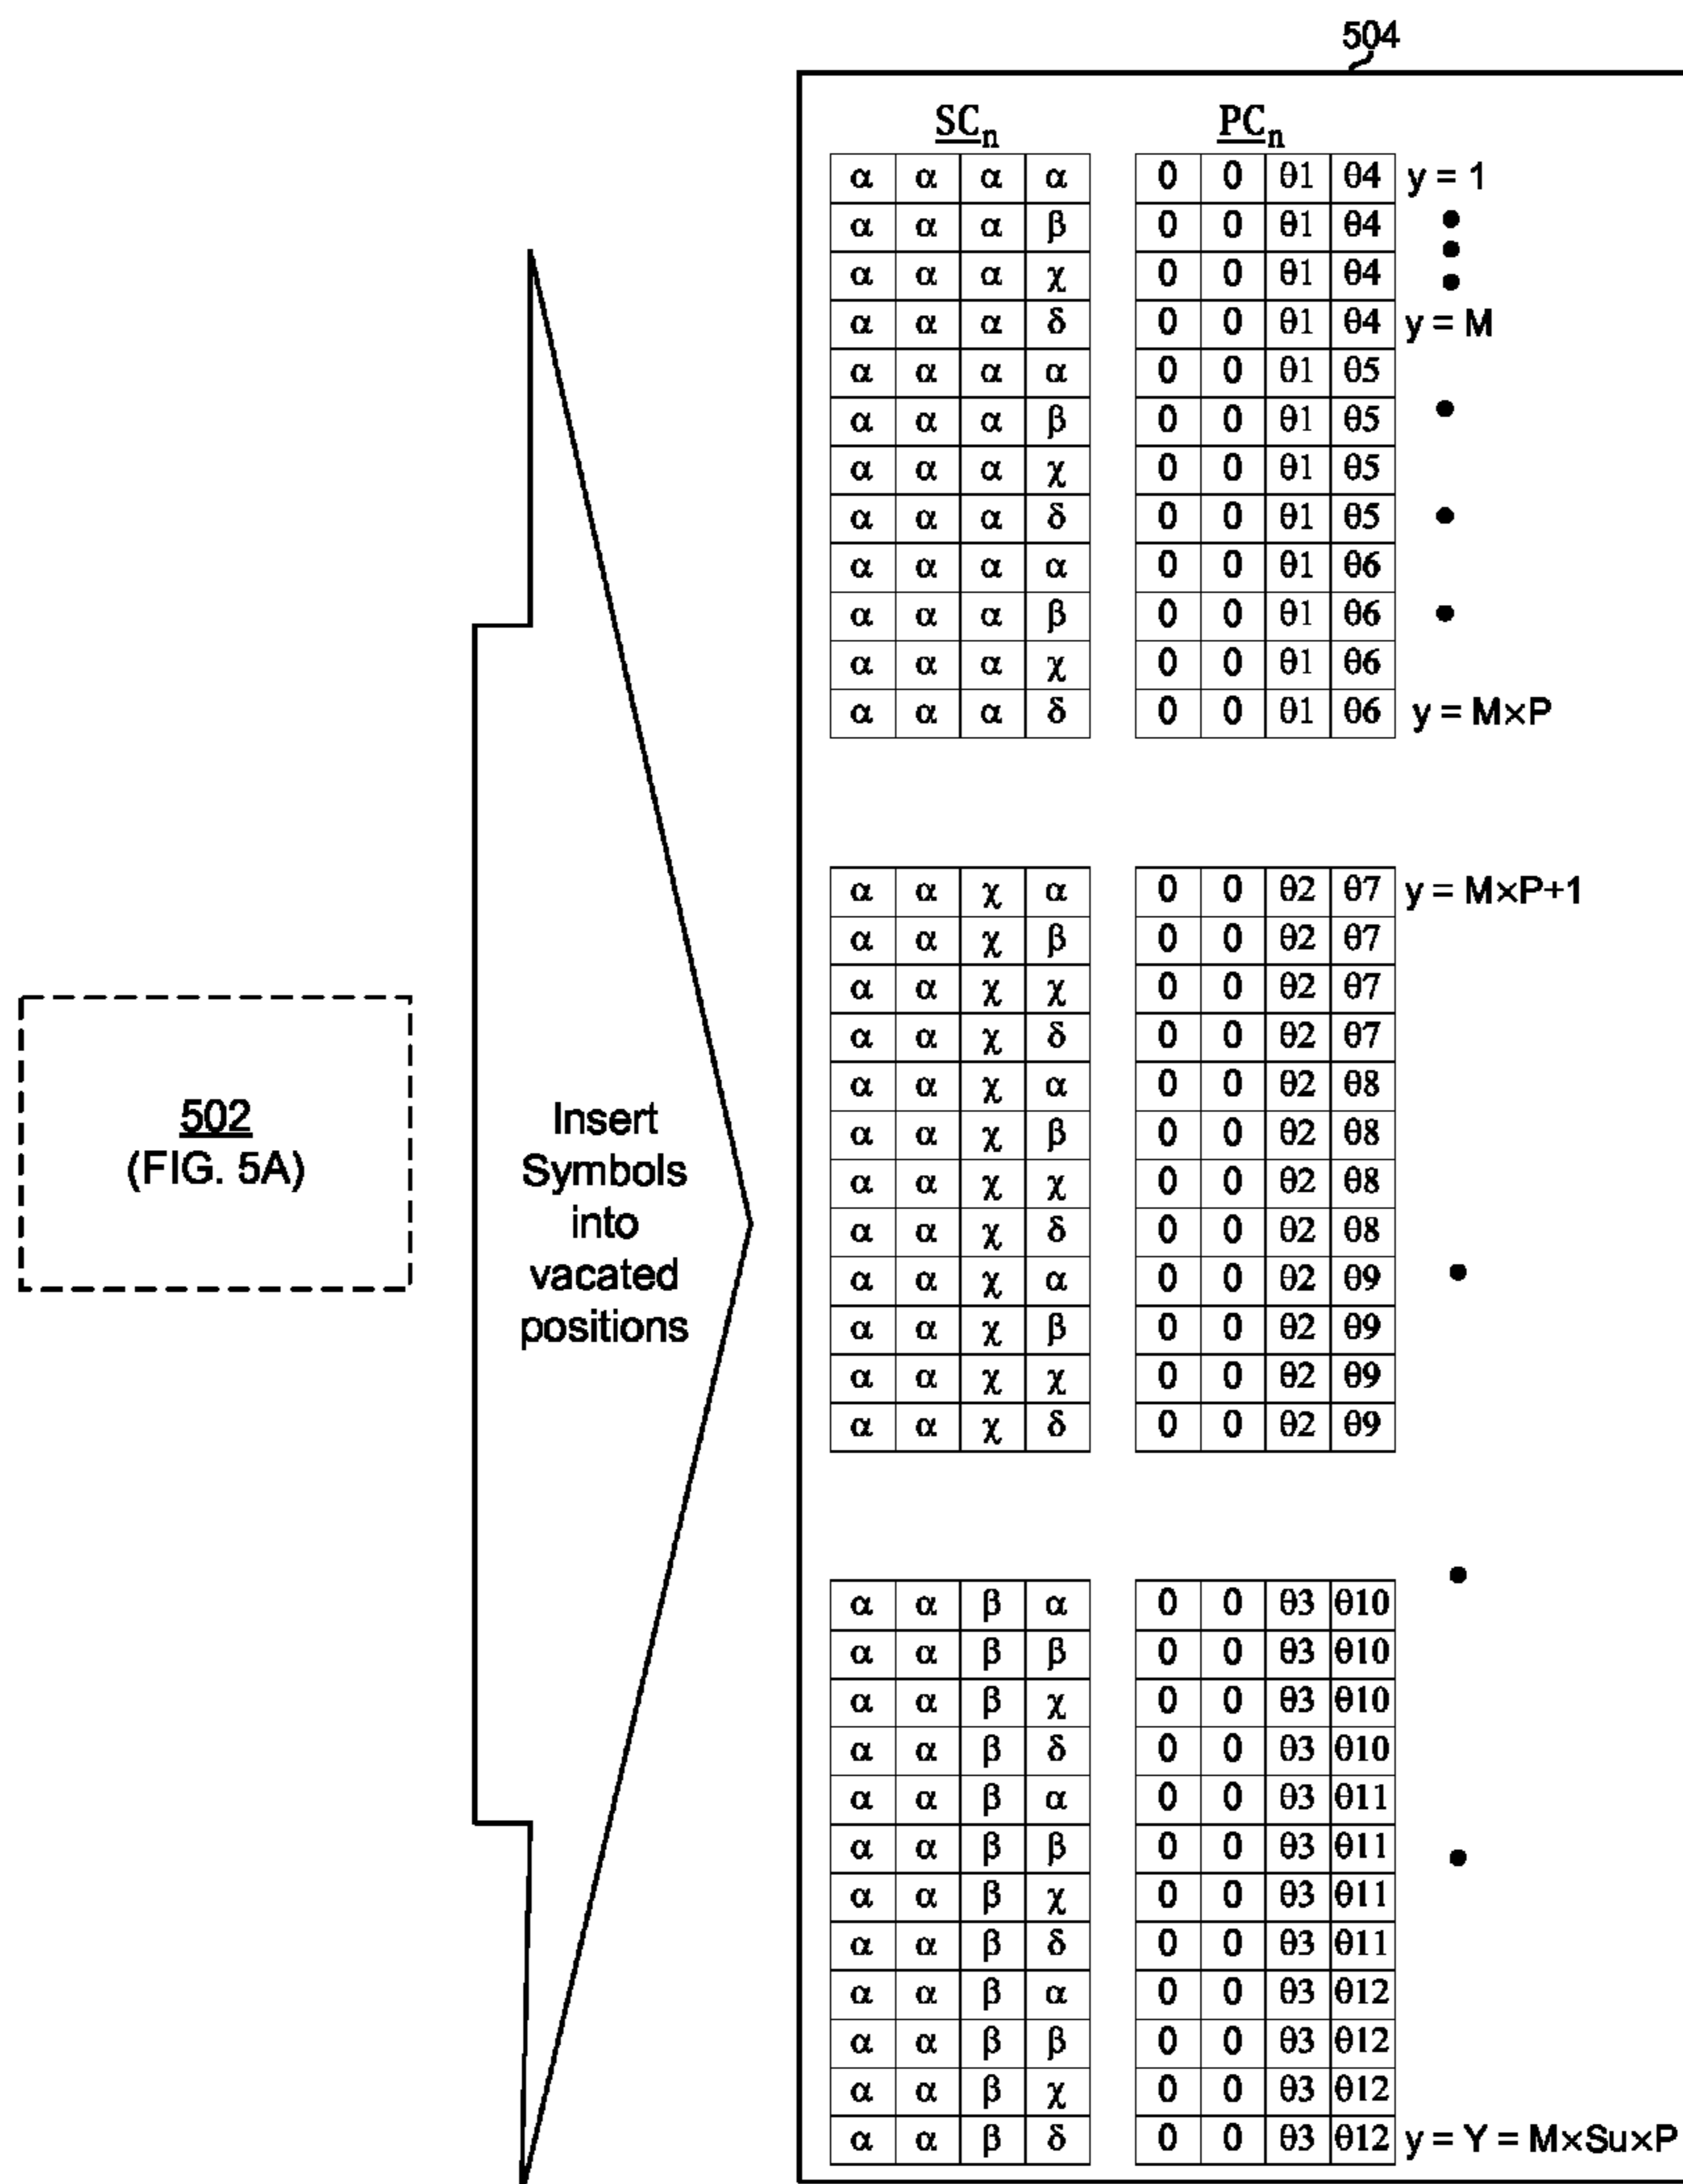 504
SCn PCn
α α α α 0 0 θ1 θ4 y = 1
α α α β 0 0 θ1 θ4
α α α χ 0 0 θ1 θ4
α α α δ 0 0 θ1 θ4 y = M
α α α α 0 0 θ1 θ5
α α α β 0 0 θ1 θ5
α α α χ 0 0 θ1 θ5
α α α δ 0 0 θ1 θ5
α α α α 0 0 θ1 θ6
α α α β 0 0 θ1 θ6
α α α χ 0 0 θ1 θ6
α α α δ 0 0 θ1 θ6 y = M×P
α α χ α 0 0 θ2 θ7 y = M×P+1
α α χ β 0 0 θ2 θ7
α α χ χ 0 0 θ2 θ7
α α χ δ 0 0 θ2 θ7
α α χ α 0 0 θ2 θ8
α α χ β 0 0 θ2 θ8
α α χ χ 0 0 θ2 θ8
α α χ δ 0 0 θ2 θ8
α α χ α 0 0 θ2 θ9
α α χ β 0 0 θ2 θ9
α α χ χ 0 0 θ2 θ9
α α χ δ 0 0 θ2 θ9
α α β α 0 0 θ3 θ10
α α β β 0 0 θ3 θ10
α α β χ 0 0 θ3 θ10
α α β δ 0 0 θ3 θ10
α α β α 0 0 θ3 θ11
α α β β 0 0 θ3 θ11
α α β χ 0 0 θ3 θ11
α α β δ 0 0 θ3 θ11
α α β α 0 0 θ3 θ12
α α β β 0 0 θ3 θ12
α α β χ 0 0 θ3 θ12
α α β δ 0 0 θ3 θ12 y = Y = M×Su×P
502
(FIG. 5A)
Insert
Symbols
into
vacated
positions